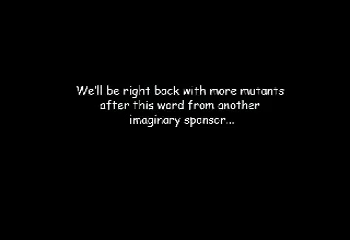 We'll be right back with more mutants
after this word from another
imaginary sponsor...